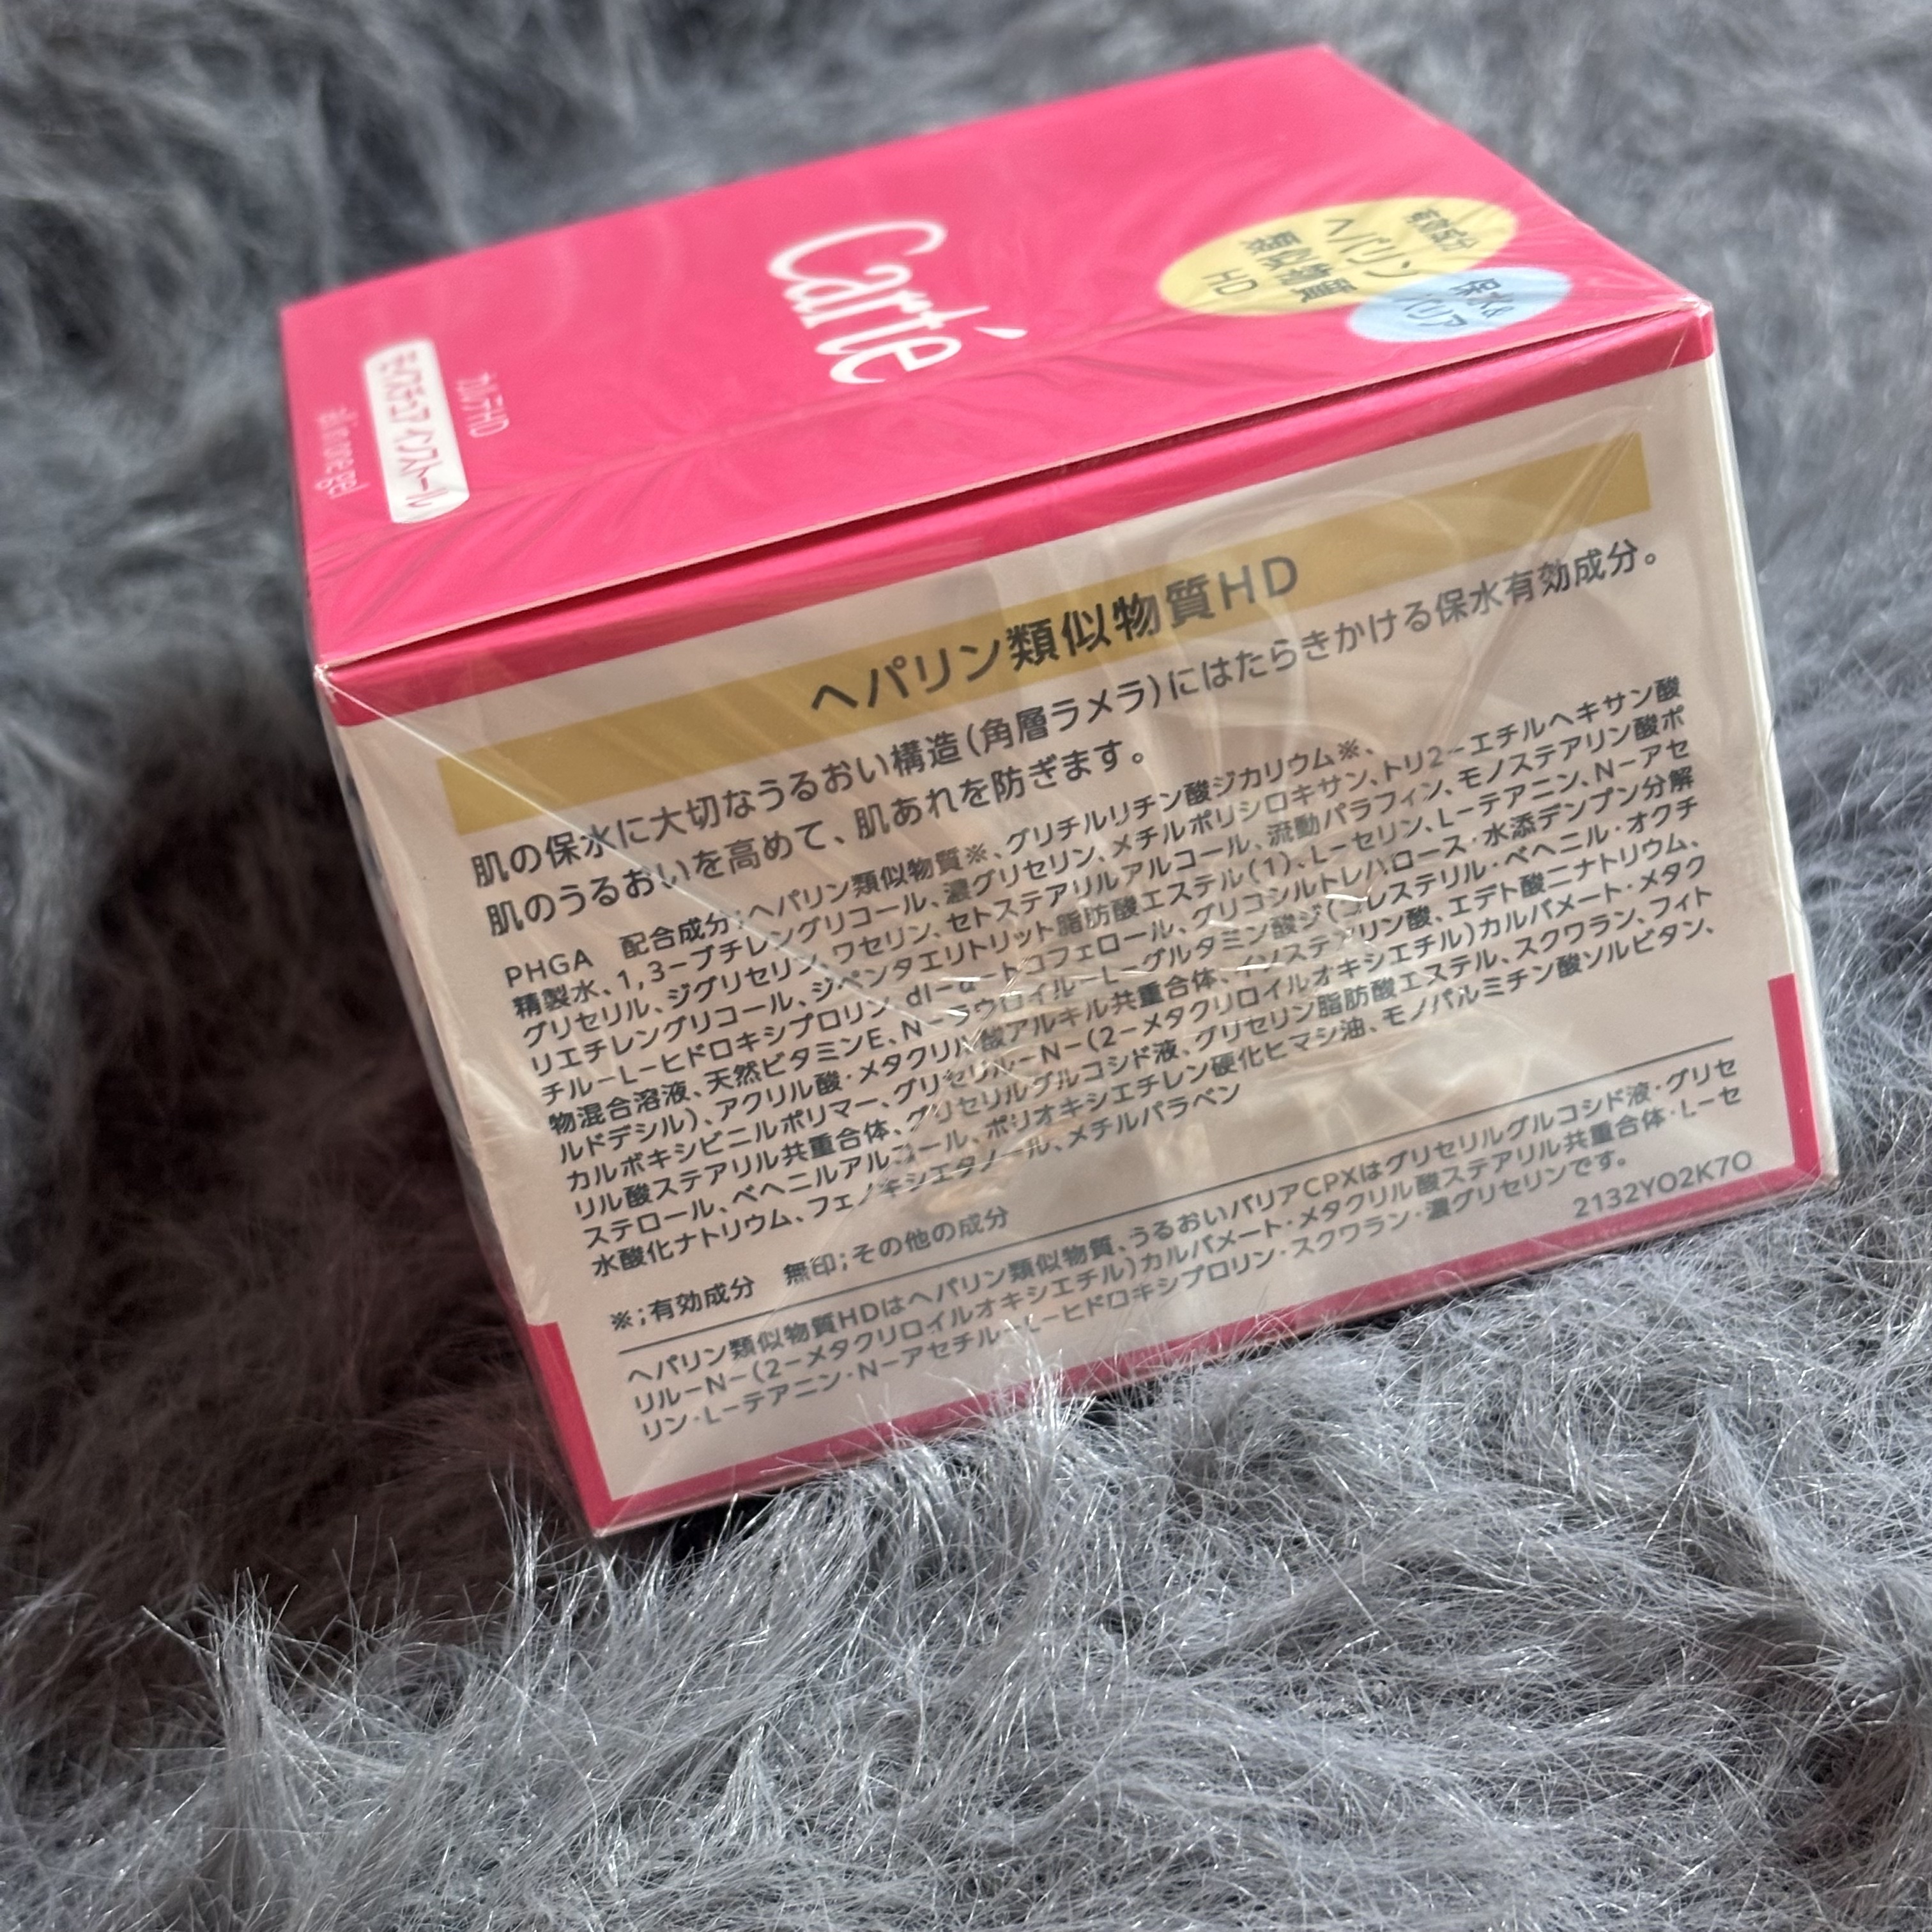 Carté
カルテHD
モイスチュア インストール
all in one gel
有効成分
ヘパリン
類似物質
HD
保水&
バリア
ヘパリン類似物質HD
肌の保水に大切なうるおい構造(角層ラメラ)にはたらきかける保水有効成分。
肌のうるおいを高めて、肌あれを防ぎます。
PHGA 配合成分;ヘパリン類似物質※、グリチルリチン酸ジカリウム※、
精製水、1,3-ブチレングリコール、濃グリセリン、メチルポリシロキサン、トリ2-エチルヘキサン酸
グリセリル、ジグリセリン、ワセリン、セトステアリルアルコール、流動パラフィン、モノステアリン酸ポ
リエチレングリコール、ジペンタエリトリット脂肪酸エステル(1)、L-セリン、L-テアニン、N-アセ
チル-L-ヒドロキシプロリン、dl-α-トコフェロール、グリコシルトレハロース・水添デンプン分解
物混合溶液、天然ビタミンE、N-ラウロイル-L-グルタミン酸ジ(コレステリル・ベヘニル・オクチ
ルドデシル)、アクリル酸・メタクリル酸アルキル共重合体、イソステアリン酸、エデト酸二ナトリウム、
カルボキシビニルポリマー、グリセリル-N-(2-メタクリロイルオキシエチル)カルバメート・メタク
リル酸ステアリル共重合体、グリセリルグルコシド液、グリセリン脂肪酸エステル、スクワラン、フィト
ステロール、ベヘニルアルコール、ポリオキシエチレン硬化ヒマシ油、モノパルミチン酸ソルビタン、
水酸化ナトリウム、フェノキシエタノール、メチルパラベン
※;有効成分 無印;その他の成分
ヘパリン類似物質HDはヘパリン類似物質、うるおいバリアCPXはグリセリルグルコシド液・グリセ
リル-N-(2-メタクリロイルオキシエチル)カルバメート・メタクリル酸ステアリル共重合体・L-セ
リン・L-テアニン・N-アセチル-L-ヒドロキシプロリン・スクワラン・濃グリセリンです。
2132YO2K7O